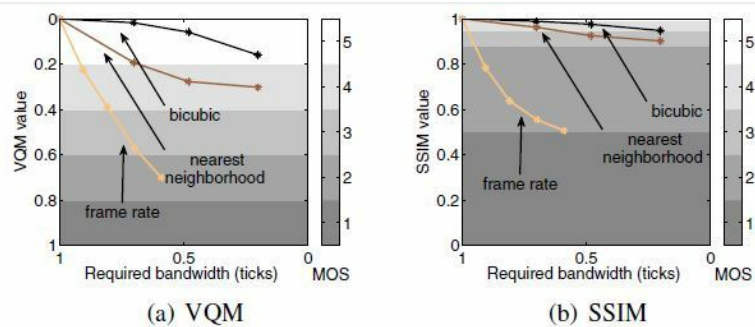 0
0.2
0.4
0.6
0.8
1
VQM value
bicubic
nearest
neighborhood
frame rate
1
0.5
0
Required bandwidth (ticks)
5
4
3
2
1
MOS
(a) VQM
1
0.8
0.6
0.4
0.2
0
SSIM value
bicubic
nearest
neighborhood
frame rate
1
0.5
0
Required bandwidth (ticks)
5
4
3
2
1
MOS
(b) SSIM